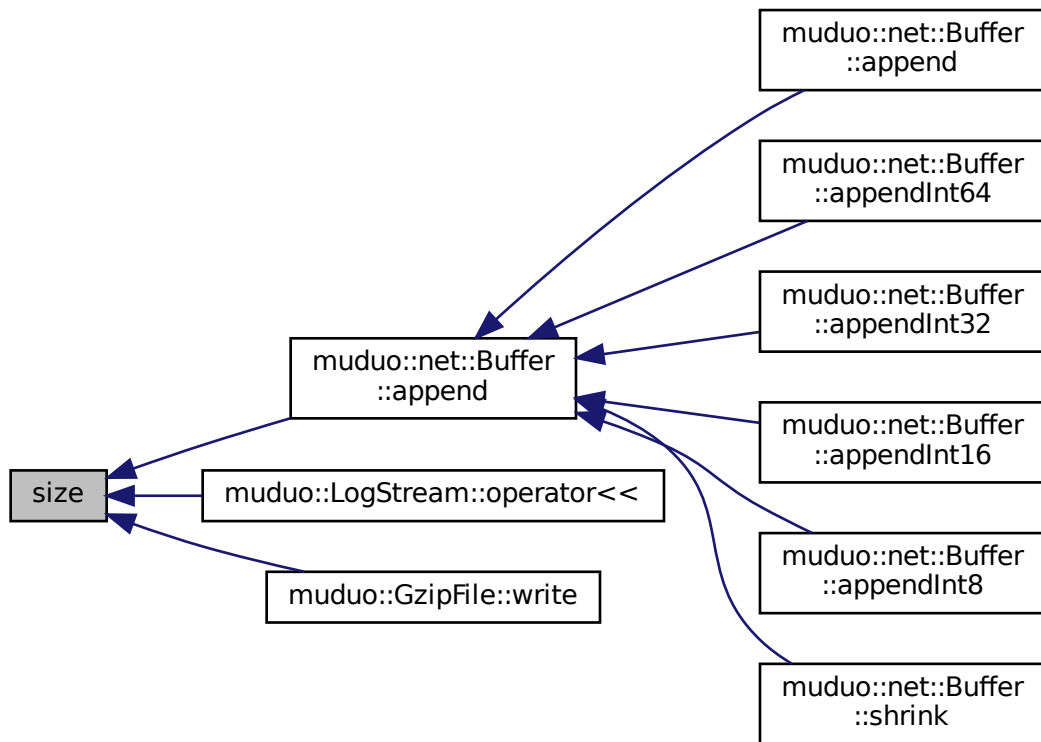 size
muduo::net::Buffer
::append
muduo::LogStream::operator<<
muduo::GzipFile::write
muduo::net::Buffer
::append
muduo::net::Buffer
::appendInt64
muduo::net::Buffer
::appendInt32
muduo::net::Buffer
::appendInt16
muduo::net::Buffer
::appendInt8
muduo::net::Buffer
::shrink